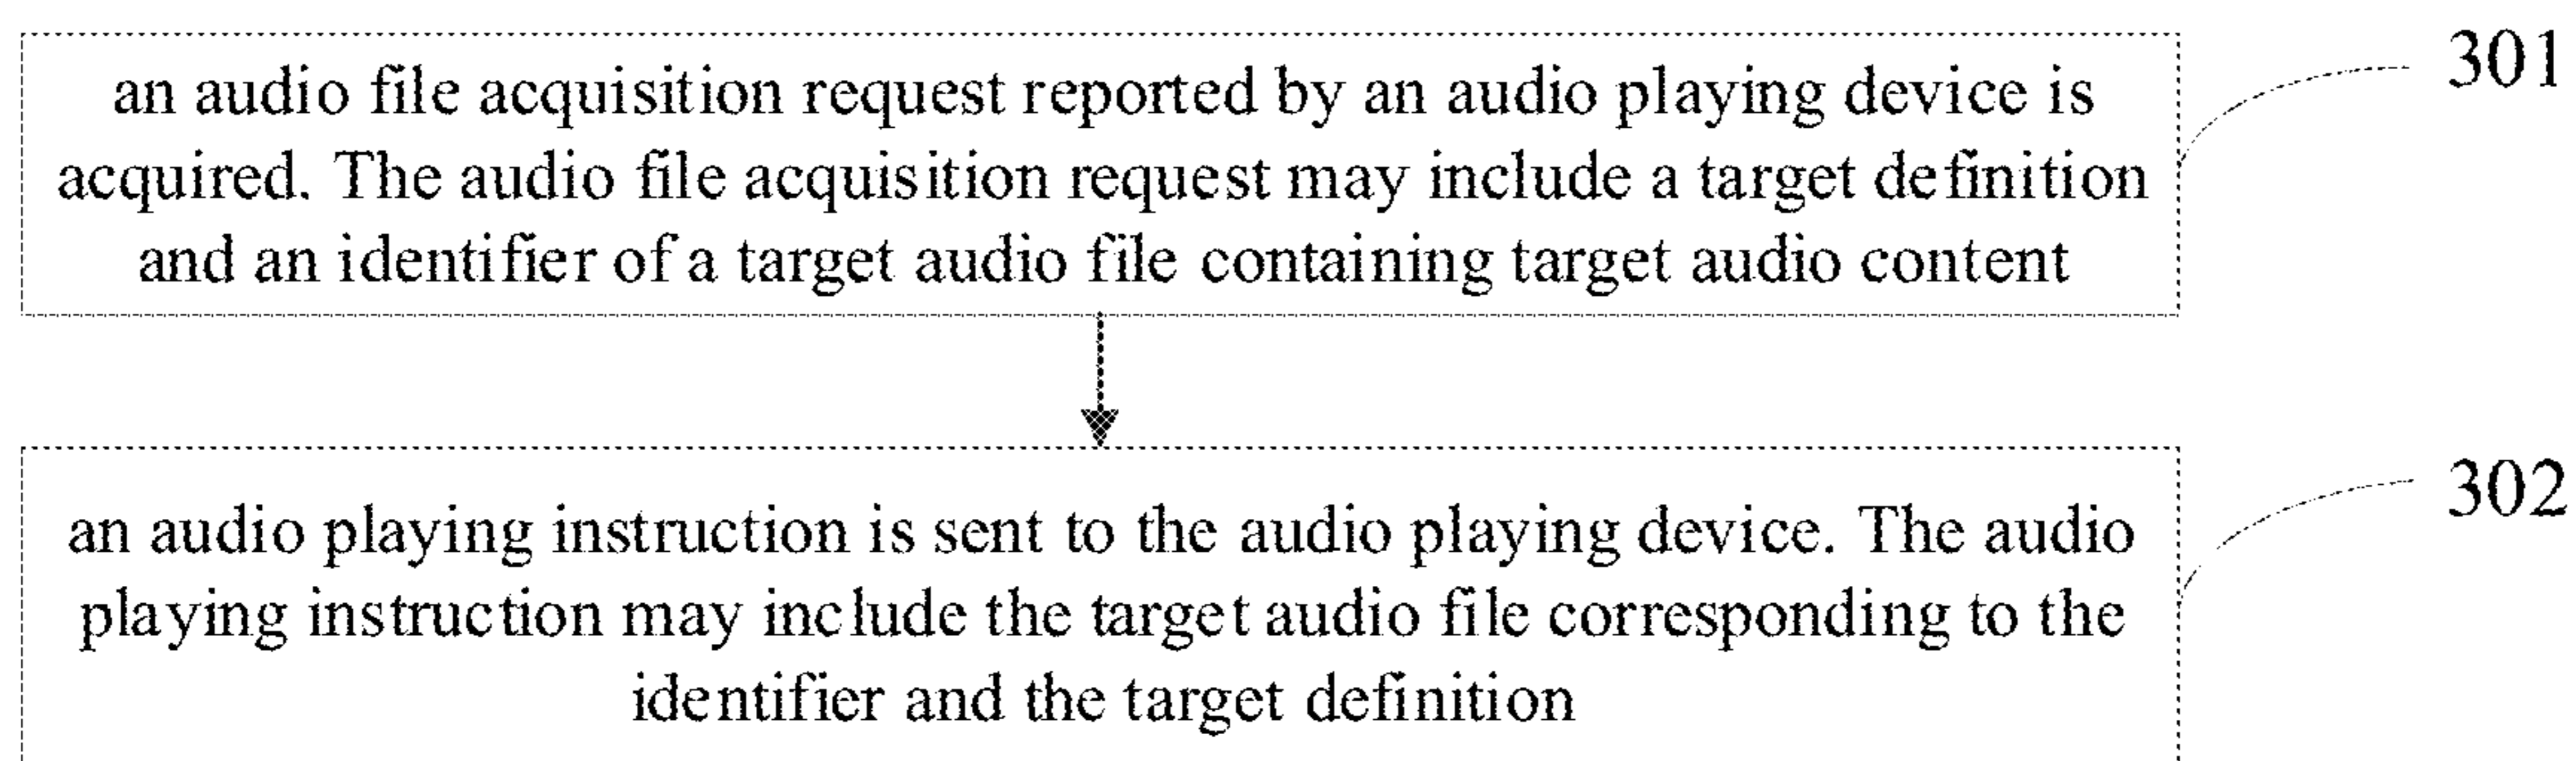 an audio file acquisition request reported by an audio playing device is
acquired. The audio file acquisition request may include a target definition
and an identifier of a target audio file containing target audio content
301
an audio playing instruction is sent to the audio playing device. The audio
playing instruction may include the target audio file corresponding to the
identifier and the target definition
302